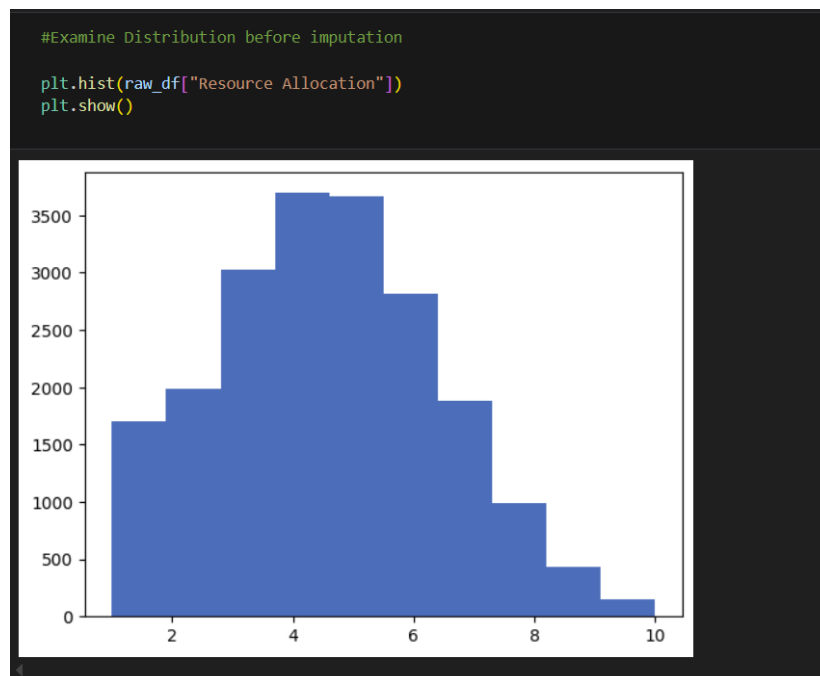 #Examine Distribution before imputation
plt.hist(raw_df["Resource Allocation"])
plt.show()
3500
3000
2500
2000
1500
1000
500
0
2 4 6 8 10